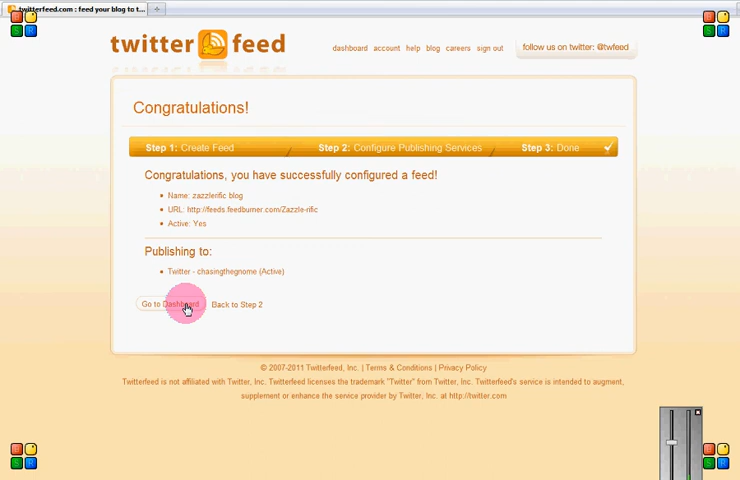 twitterfeed.com : feed your blog to t...
twitter feed
dashboard account help blog careers sign out
follow us on twitter: @twfeed
Congratulations!
Step 1: Create Feed Step 2: Configure Publishing Services Step 3: Done
Congratulations, you have successfully configured a feed!
Name: zazzlerific blog
URL: http://feeds.feedburner.com/Zazzle-rific
Active: Yes
Publishing to:
Twitter - chasingthegnome (Active)
Go to Dashboard Back to Step 2
© 2007-2011 Twitterfeed, Inc. | Terms & Conditions | Privacy Policy
Twitterfeed is not affiliated with Twitter, Inc. Twitterfeed licenses the trademark "Twitter" from Twitter, Inc. Twitterfeed's service is intended to augment,
supplement or enhance the service provider by Twitter, Inc. at http://twitter.com